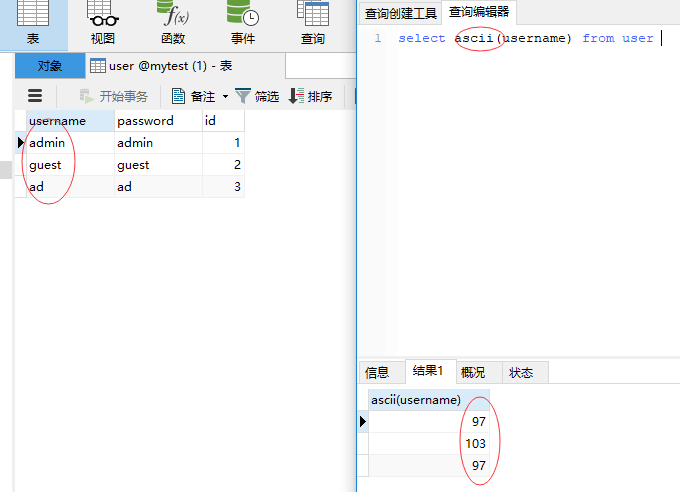 表 视图 函数 事件 查询
对象 user @mytest (1) - 表
开始事务 备注 筛选 排序
username password id
admin admin 1
guest guest 2
ad ad 3
查询创建工具 查询编辑器
1 select ascii(username) from user
信息 结果1 概况 状态
ascii(username)
97
103
97